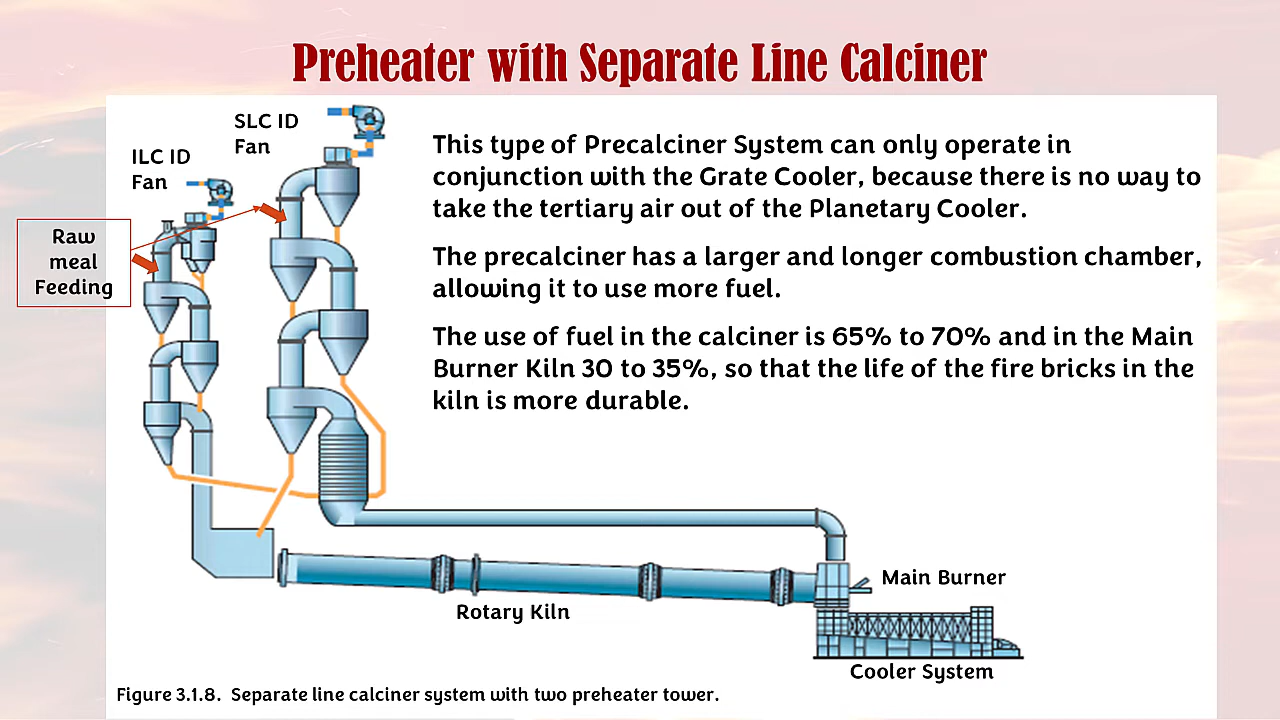 Preheater with Separate Line Calciner
SLC ID
Fan
ILC ID
Fan
Raw
meal
Feeding
This type of Precalciner System can only operate in
conjunction with the Grate Cooler, because there is no way to
take the tertiary air out of the Planetary Cooler.
The precalciner has a larger and longer combustion chamber,
allowing it to use more fuel.
The use of fuel in the calciner is 65% to 70% and in the Main
Burner Kiln 30 to 35%, so that the life of the fire bricks in the
kiln is more durable.
Main Burner
Rotary Kiln
Cooler System
Figure 3.1.8. Separate line calciner system with two preheater tower.